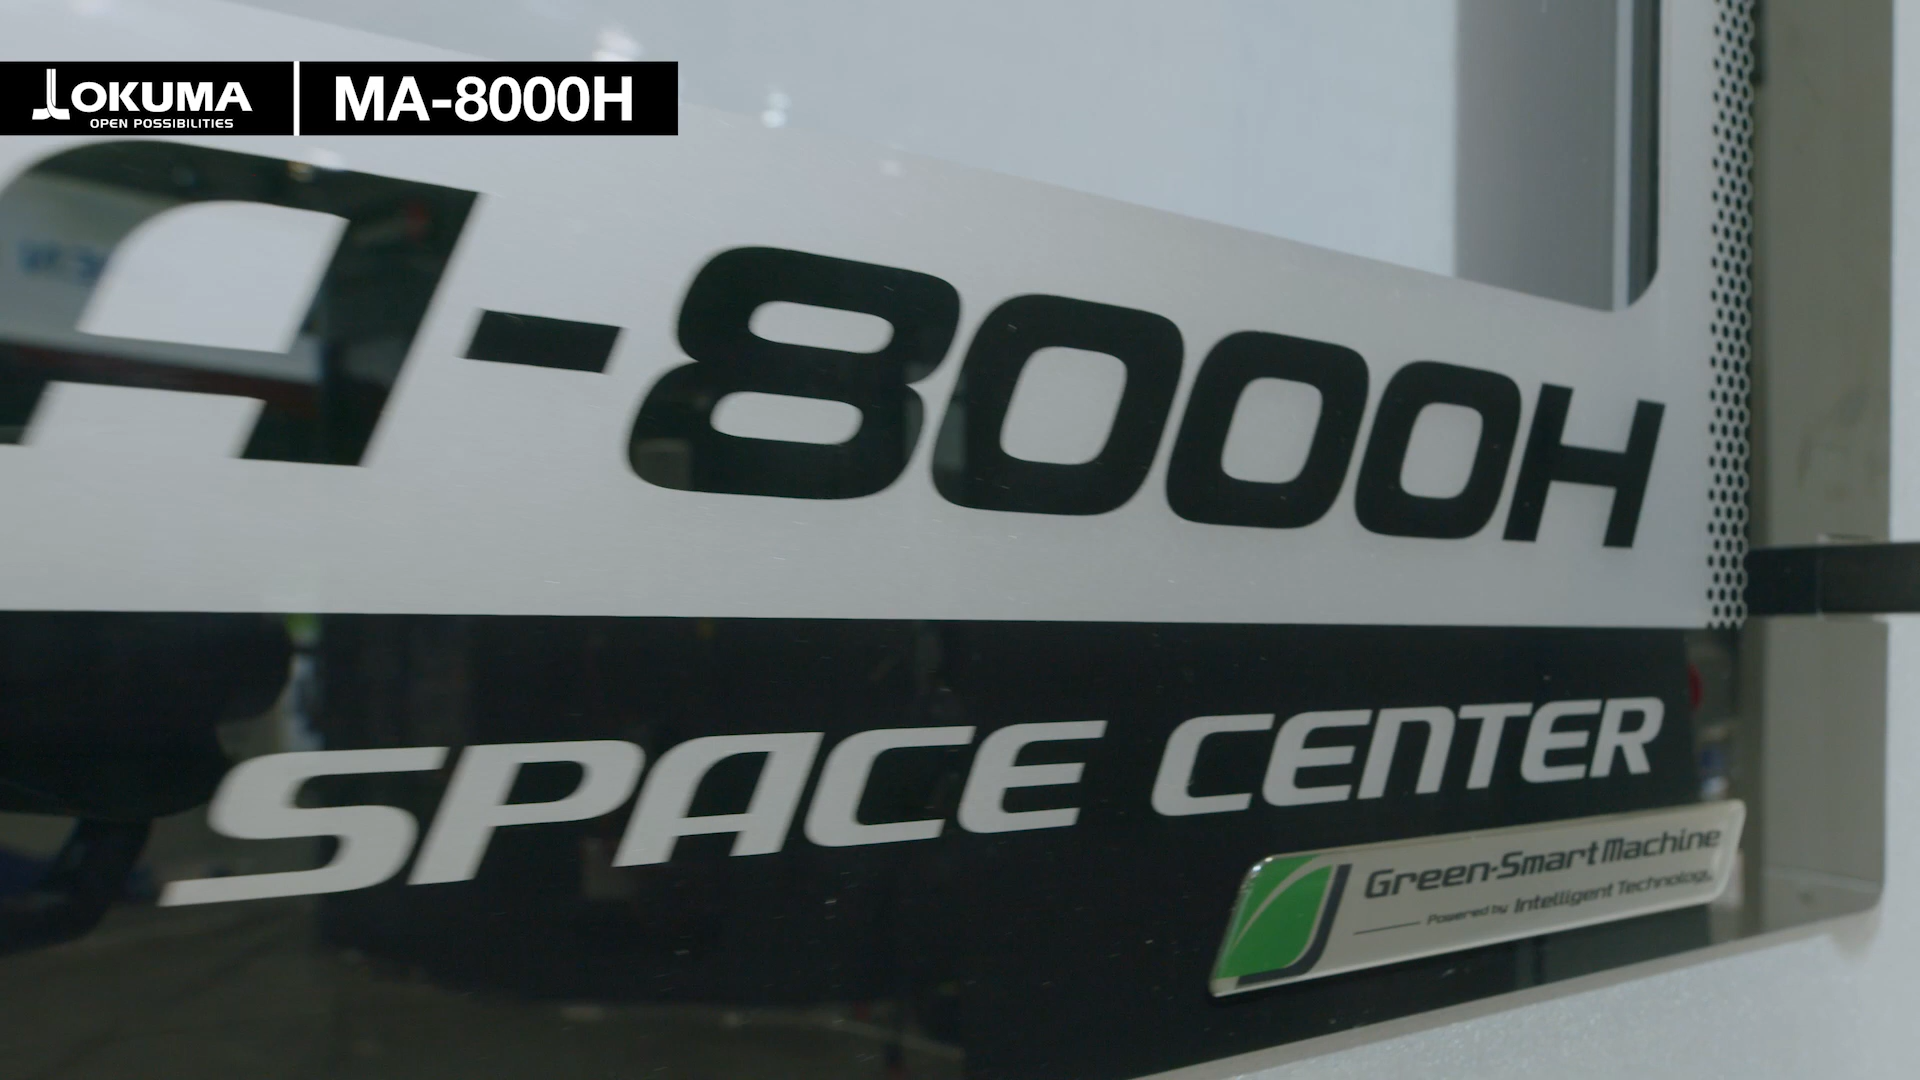 OKUMA
OPEN POSSIBILITIES
MA-8000H
A-8000H
SPACE CENTER
Green-Smart Machine
Powered by Intelligent Technology